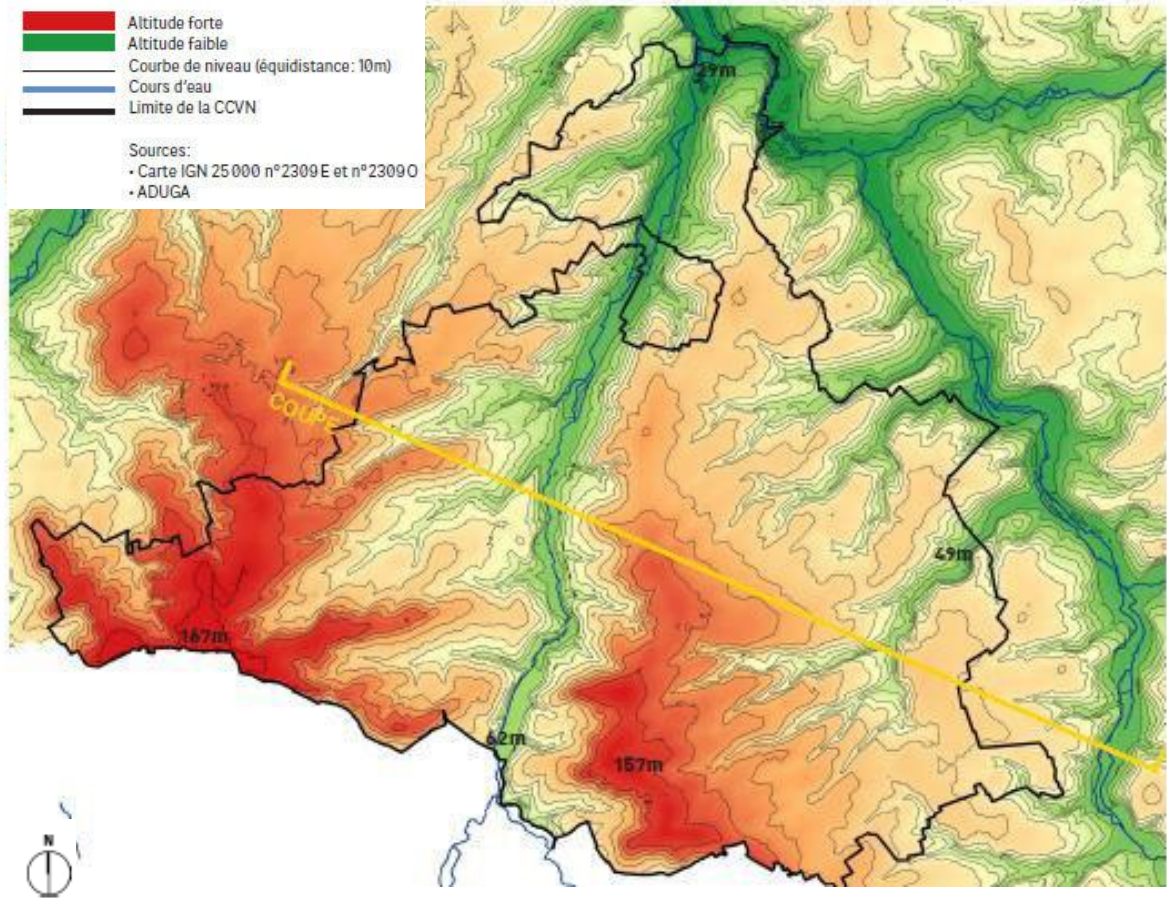 Altitude forte
Altitude faible
Courbe de niveau (équidistance: 10m)
Cours d'eau
Limite de la CCVN
Sources:
• Carte IGN 25 000 n°2309 E et n°2309 O
• ADUGA
29m
COUPE
49m
167m
62m
157m
N